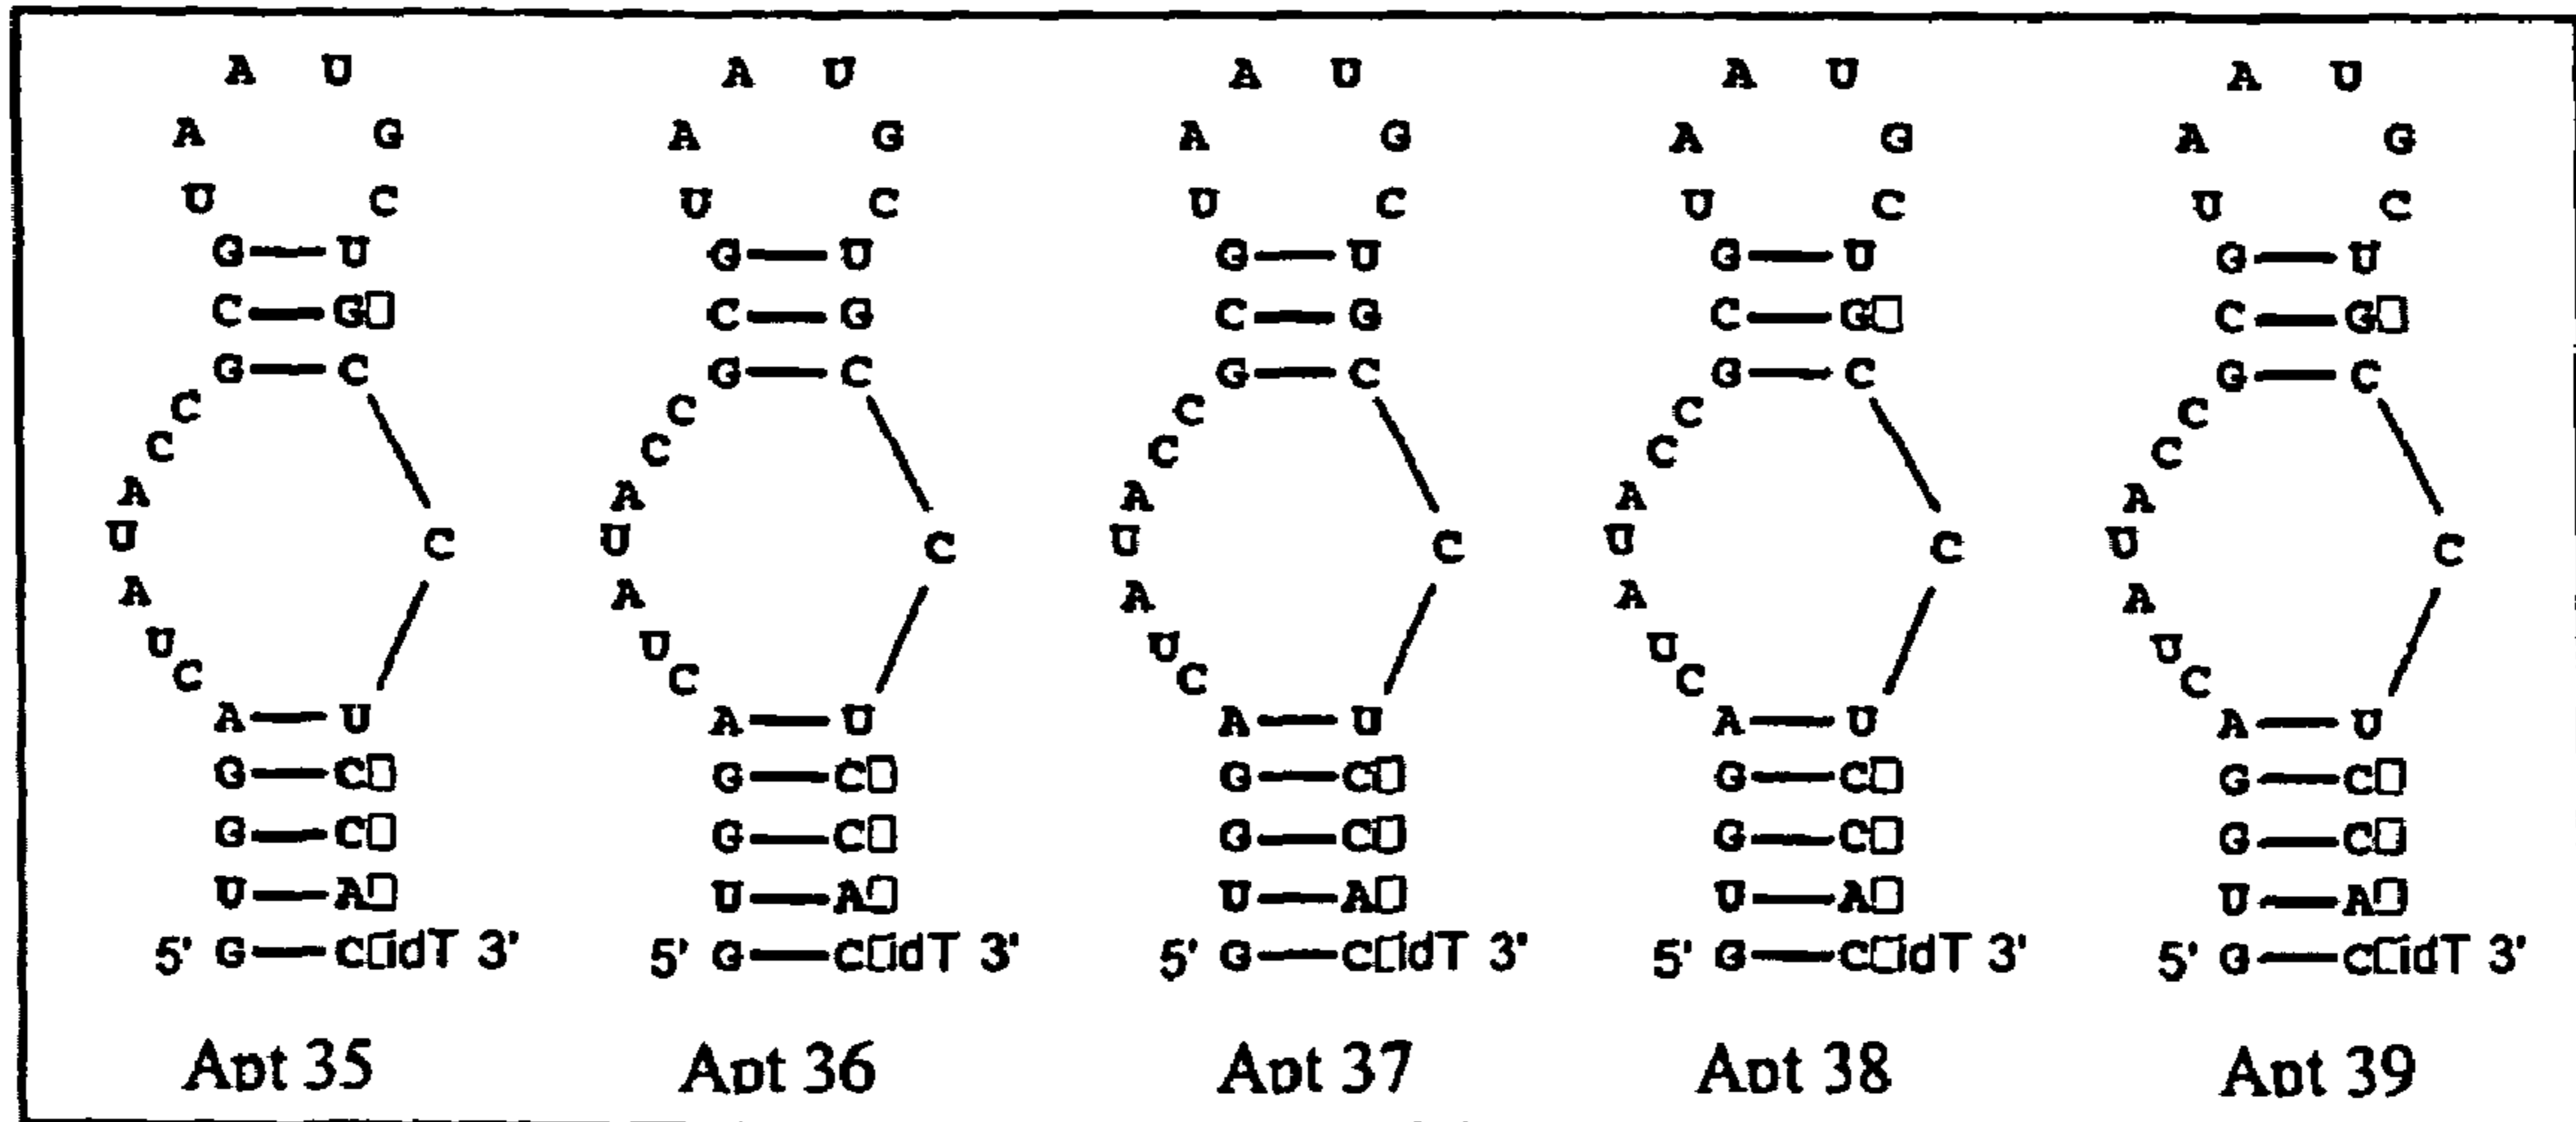 A U A U A U A U A U
A G A G A G A G A G
U C U C U C U C U C
G—U G—U G—U G—U G—U
C—G□ C—G C—G C—G□ C—G□
G—C G—C G—C G—C G—C
C C C C C
C C C C C
A A A A A
U C U C U C U C U C
A A A A A
U U U U U
C C C C C
A—U A—U A—U A—U A—U
G—C□ G—C□ G—C□ G—C□ G—C□
G—C□ G—C□ G—C□ G—C□ G—C□
U—A□ U—A□ U—A□ U—A□ U—A□
5' G—C□idT 3' 5' G—C□idT 3' 5' G—C□idT 3' 5' G—C□idT 3' 5' G—C□idT 3'
Apt 35 Apt 36 Apt 37 Apt 38 Apt 39